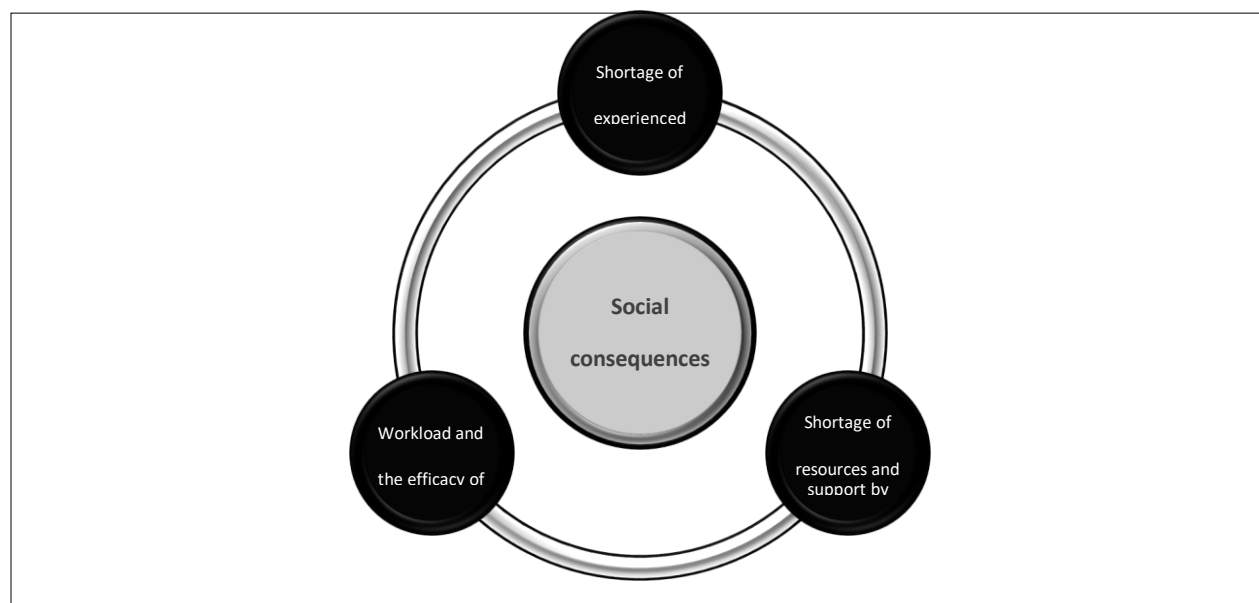 Shortage of
experienced
Social
consequences
Workload and
the efficacy of
Shortage of
resources and
support by